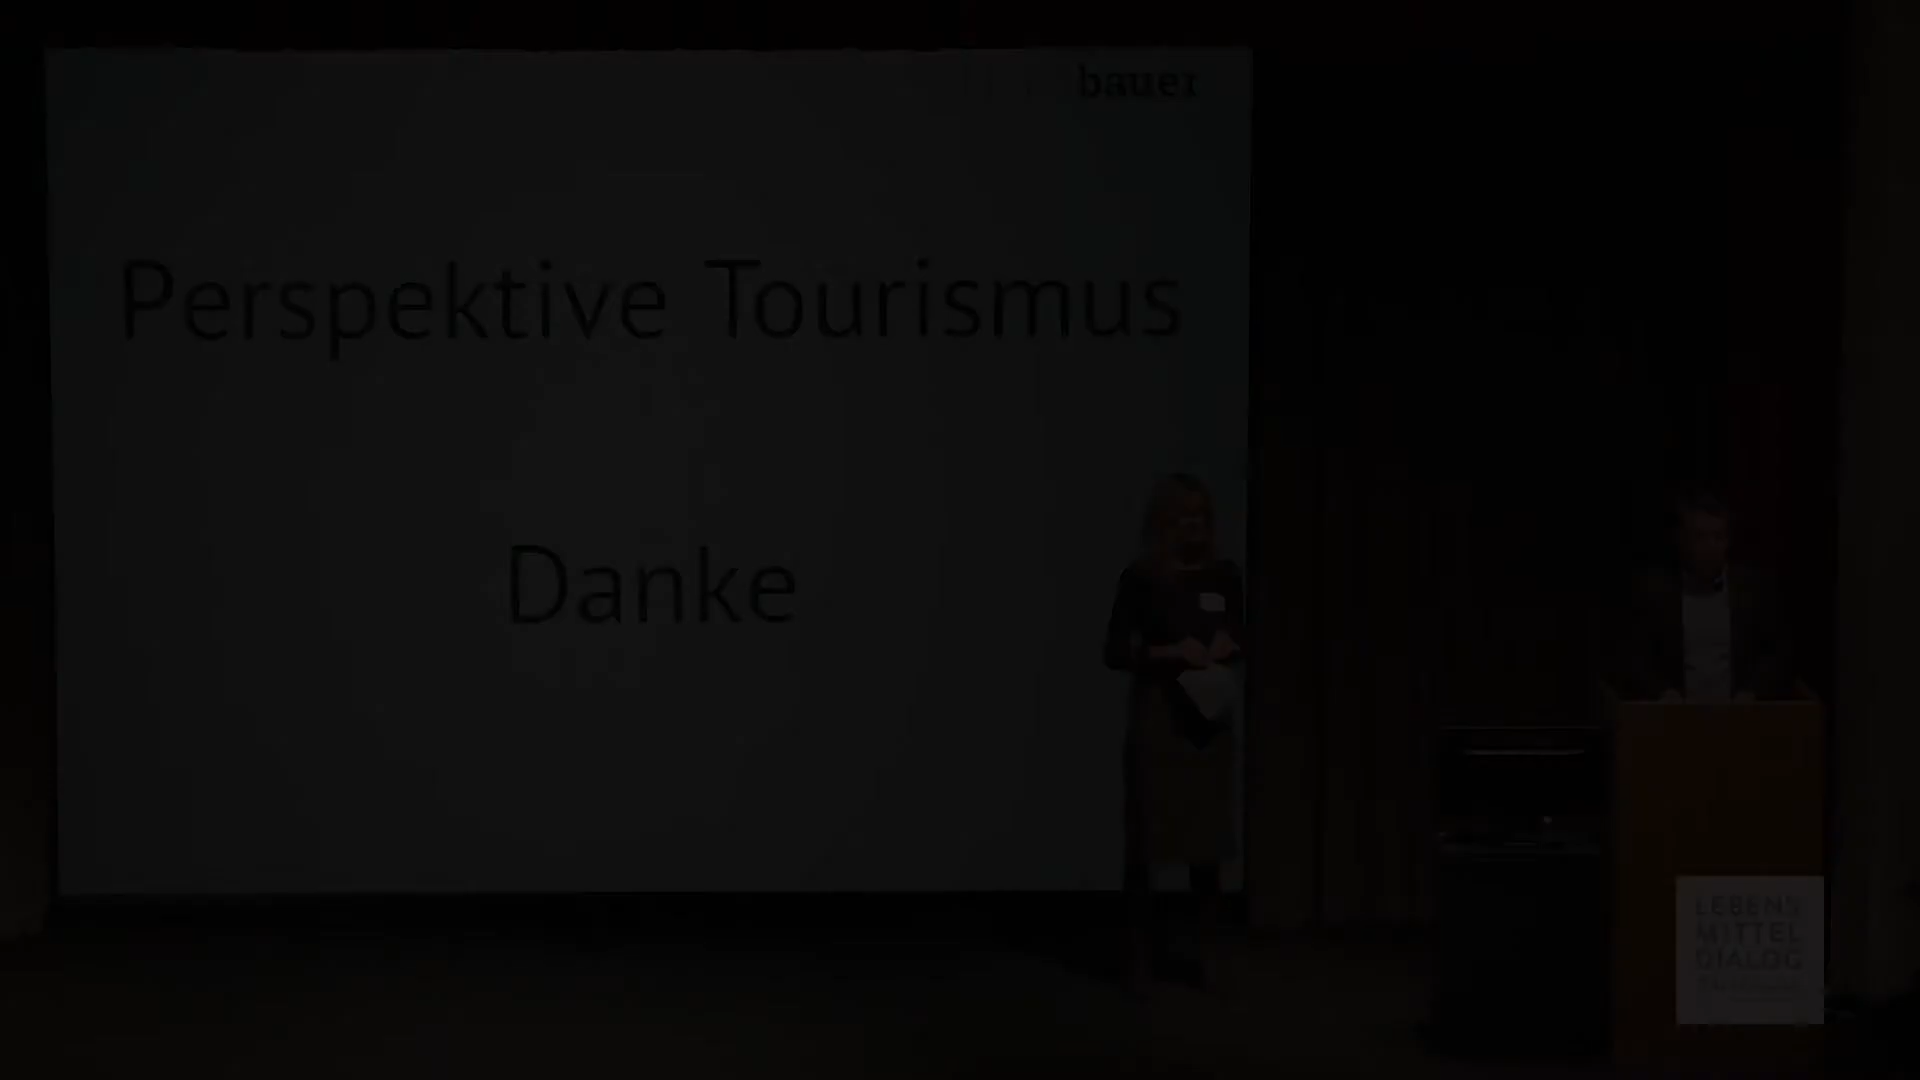 bauer
Perspektive Tourismus
Danke
LEBENS
MITTEL
DIALOG